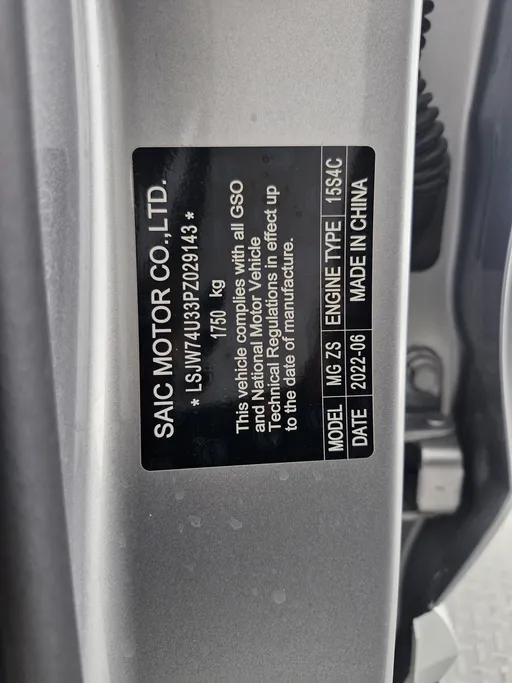 SAIC MOTOR CO.,LTD.
* LSJW74U33PZ029143 *
1750 kg
This vehicle complies with all GSO
and National Motor Vehicle
Technical Regulations in effect up
to the date of manufacture.
MODEL MG ZS ENGINE TYPE 15S4C
DATE 2022-06 MADE IN CHINA